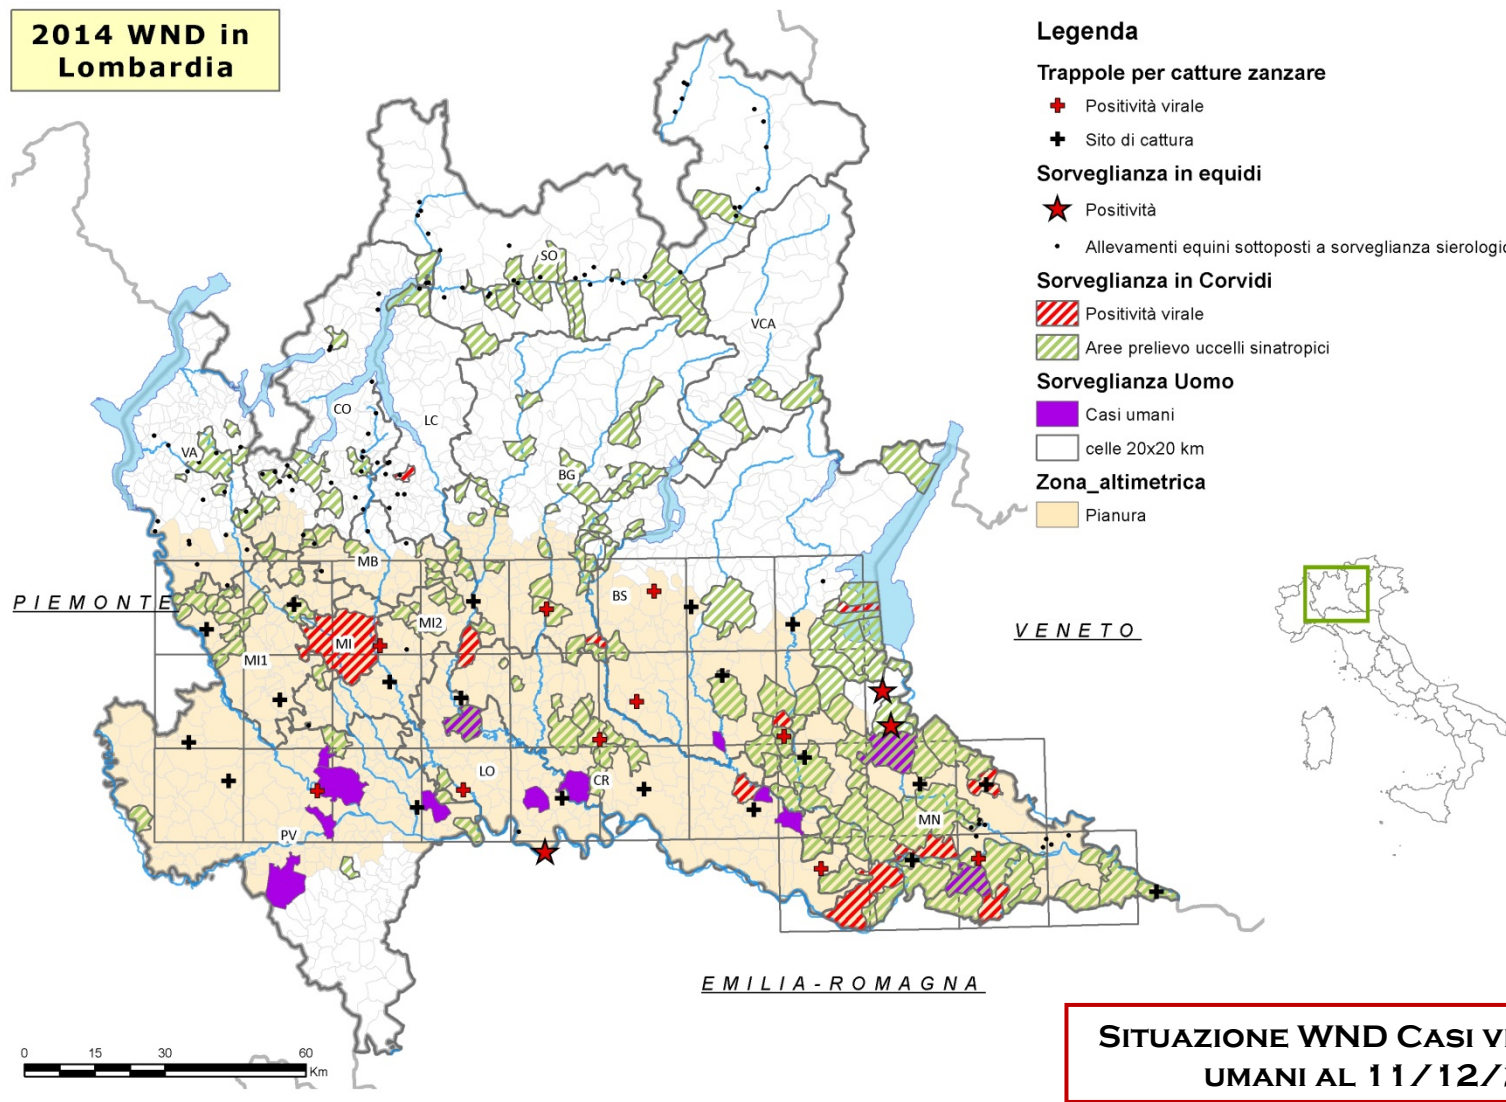 2014 WND in
Lombardia
Legenda
Trappole per catture zanzare
Positività virale
Sito di cattura
Sorveglianza in equidi
Positività
Allevamenti equini sottoposti a sorveglianza
Sorveglianza in Corvidi
Positività virale
Aree prelievo uccelli sinatropici
Sorveglianza Uomo
Casi umani
celle 20x20 km
Zona_altimetrica
Pianura
SO
VCA
CO
LC
VA
BG
MB
BS
PIEMONTE
MI2
MI
VENETO
MI1
LO
CR
MN
PV
EMILIA-ROMAGNA
0 15 30 60
Km
SITUAZIONE WND CASI
UMANI AL 11/12/